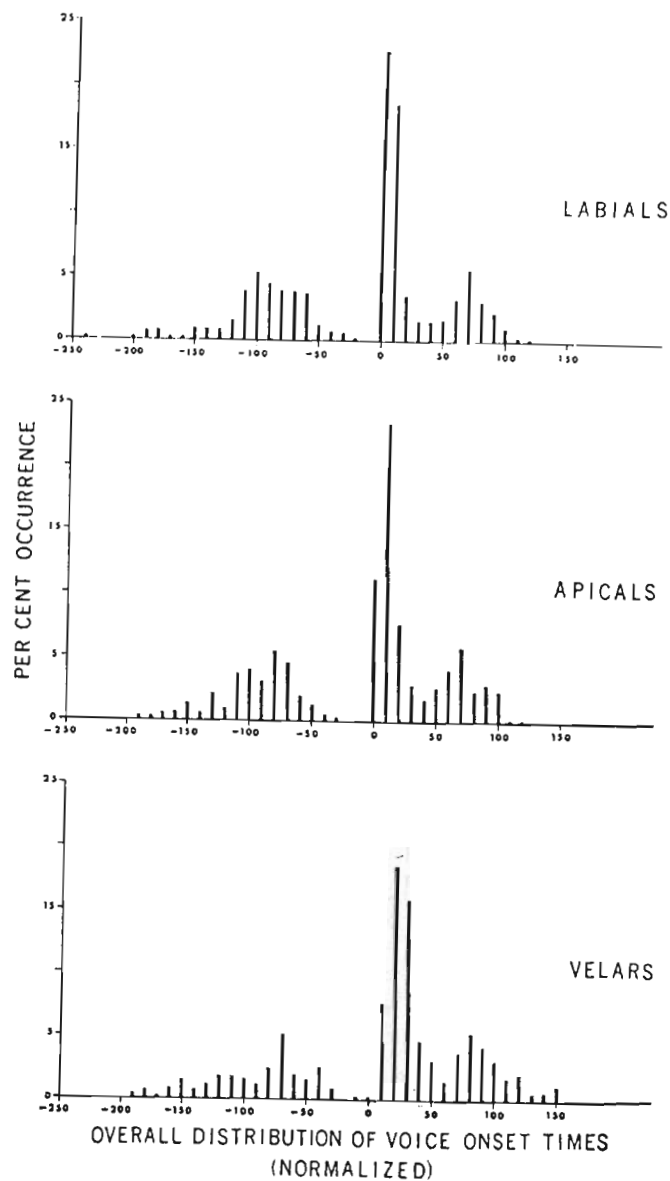 25
15
LABIALS
5
0
-250 -200 -150 -100 -50 0 50 100 150
25
15
APICALS
5
0
-250 -200 -150 -100 -50 0 50 100 150
25
15
VELARS
5
0
-250 -200 -150 -100 -50 0 50 100 150
PER CENT OCCURRENCE
OVERALL DISTRIBUTION OF VOICE ONSET TIMES
(NORMALIZED)